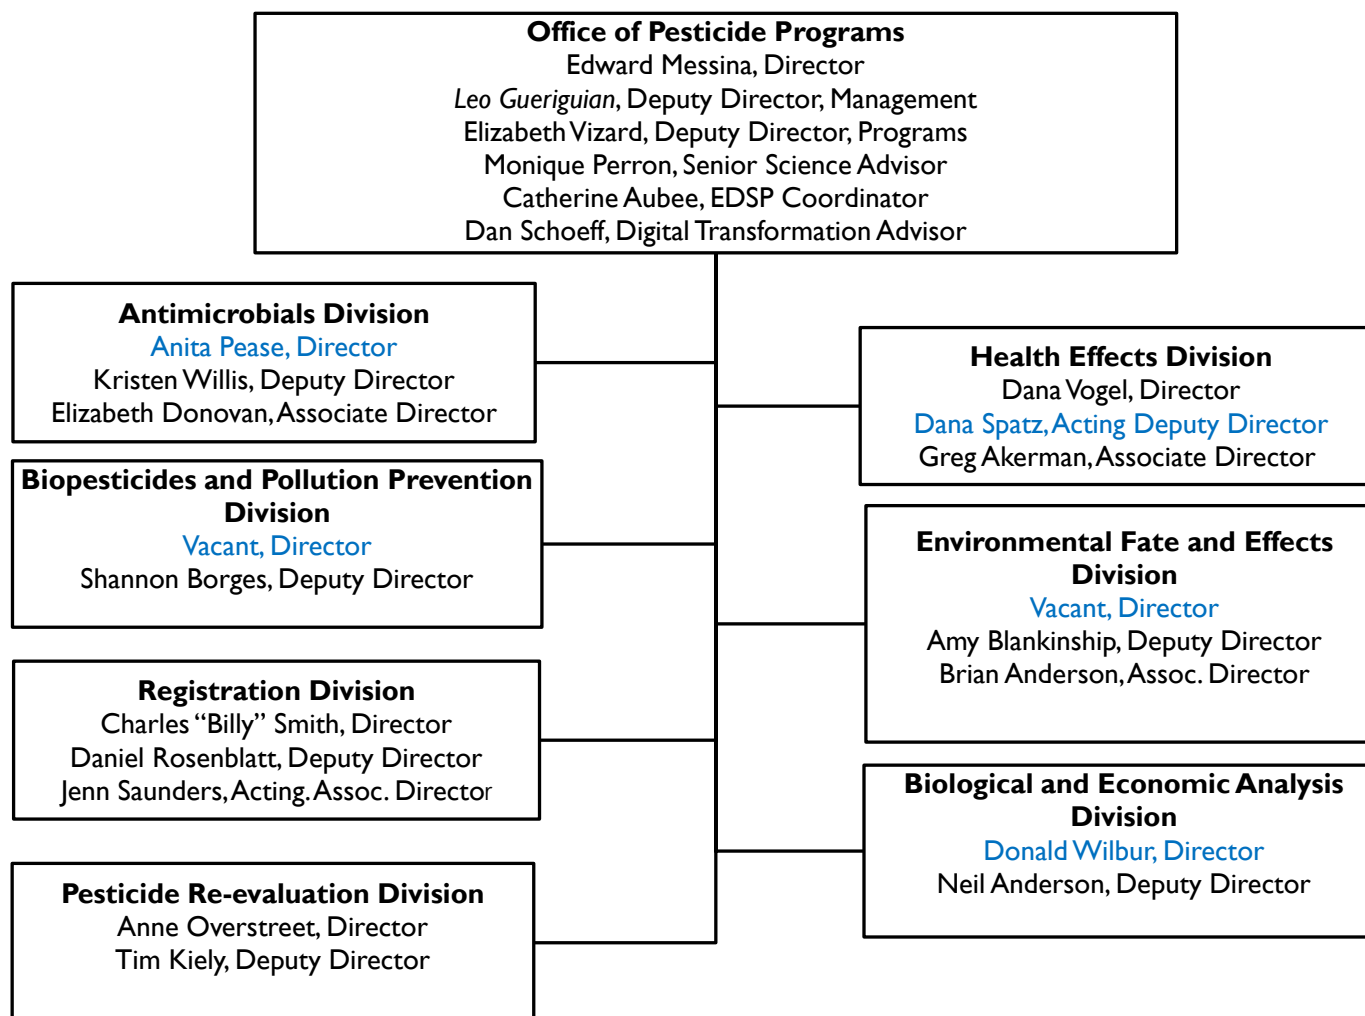 Office of Pesticide Programs
Edward Messina, Director
Leo Gueriguian, Deputy Director, Management
Elizabeth Vizard, Deputy Director, Programs
Monique Perron, Senior Science Advisor
Catherine Aubee, EDSP Coordinator
Dan Schoeff, Digital Transformation Advisor
Antimicrobials Division
Anita Pease, Director
Kristen Willis, Deputy Director
Elizabeth Donovan, Associate Director
Biopesticides and Pollution Prevention
Division
Vacant, Director
Shannon Borges, Deputy Director
Registration Division
Charles “Billy” Smith, Director
Daniel Rosenblatt, Deputy Director
Jenn Saunders, Acting. Assoc. Director
Pesticide Re-evaluation Division
Anne Overstreet, Director
Tim Kiely, Deputy Director
Health Effects Division
Dana Vogel, Director
Dana Spatz, Acting Deputy Director
Greg Akerman, Associate Director
Environmental Fate and Effects
Division
Vacant, Director
Amy Blankinship, Deputy Director
Brian Anderson, Assoc. Director
Biological and Economic Analysis
Division
Donald Wilbur, Director
Neil Anderson, Deputy Director